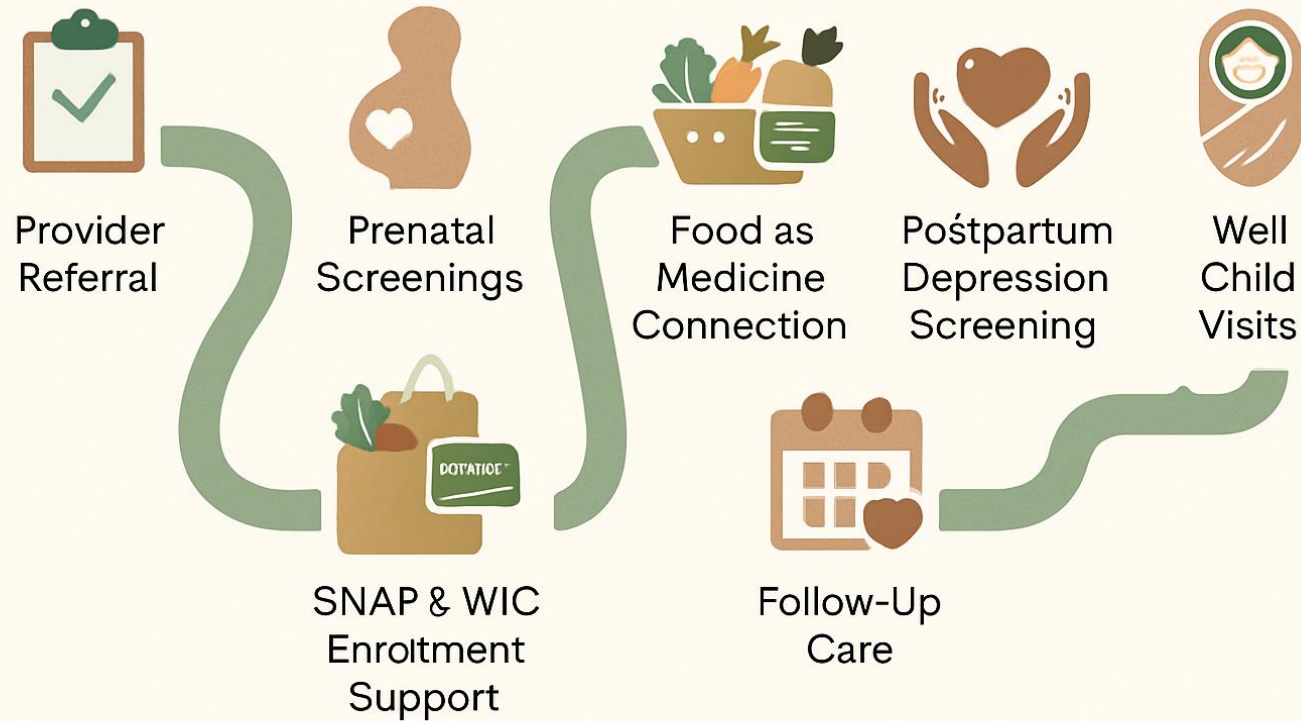 Provider
Referral
Prenatal
Screenings
Food as
Medicine
Connection
Pośtpartum
Depression
Screening
Well
Child
Visits
SNAP & WIC
Enroltment
Support
Follow-Up
Care